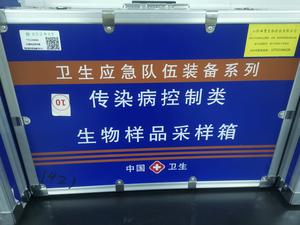 卫生应急队伍装备系列
传染病控制类
10
生物样品采样箱
中国 卫生
1421